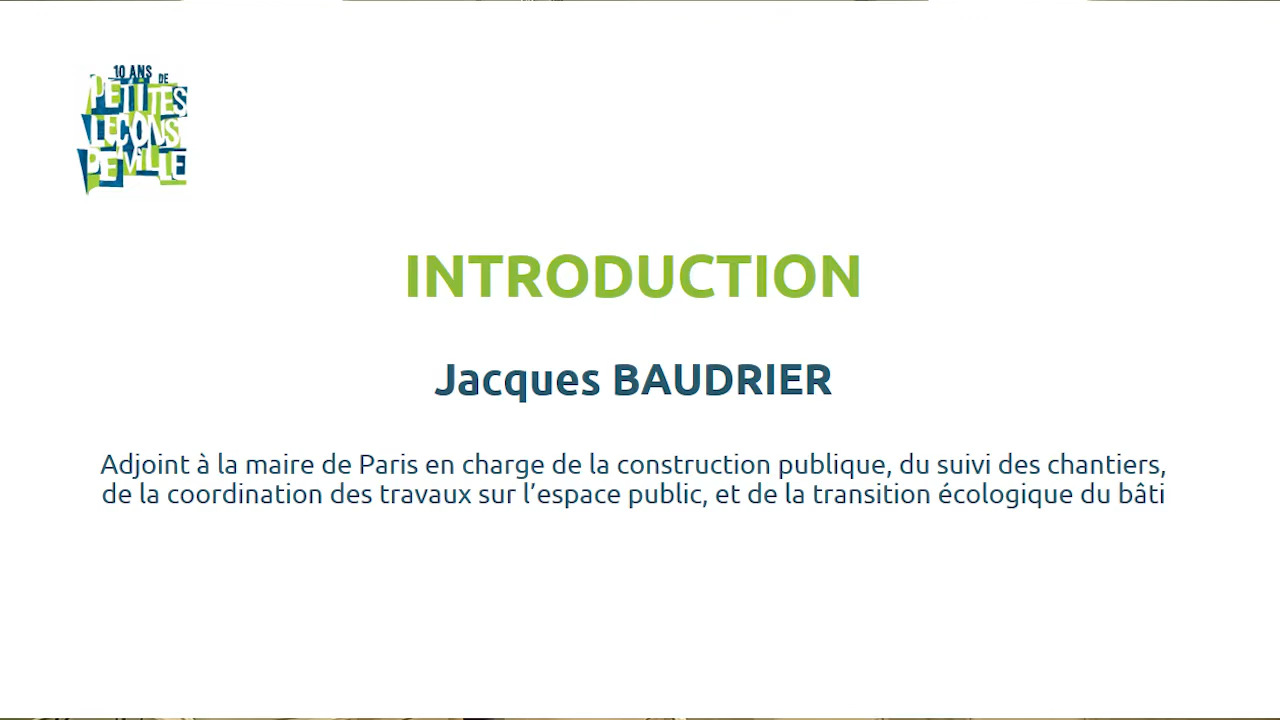 10 ANS DE
PETITES
LEÇONS
DE VILLE
INTRODUCTION
Jacques BAUDRIER
Adjoint à la maire de Paris en charge de la construction publique, du suivi des chantiers,
de la coordination des travaux sur l’espace public, et de la transition écologique du bâti